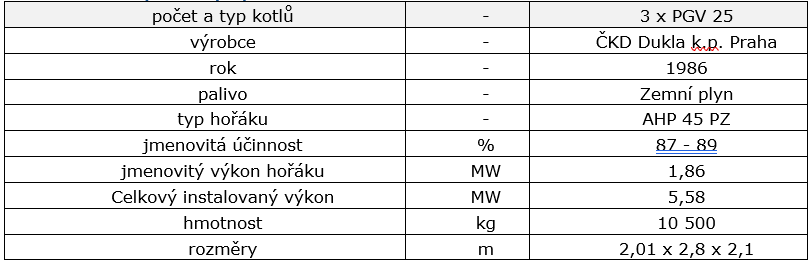 počet a typ kotlů - 3 x PGV 25
výrobce - ČKD Dukla k.p. Praha
rok - 1986
palivo - Zemní plyn
typ hořáku - AHP 45 PZ
jmenovitá účinnost % 87 - 89
jmenovitý výkon hořáku MW 1,86
Celkový instalovaný výkon MW 5,58
hmotnost kg 10 500
rozměry m 2,01 x 2,8 x 2,1